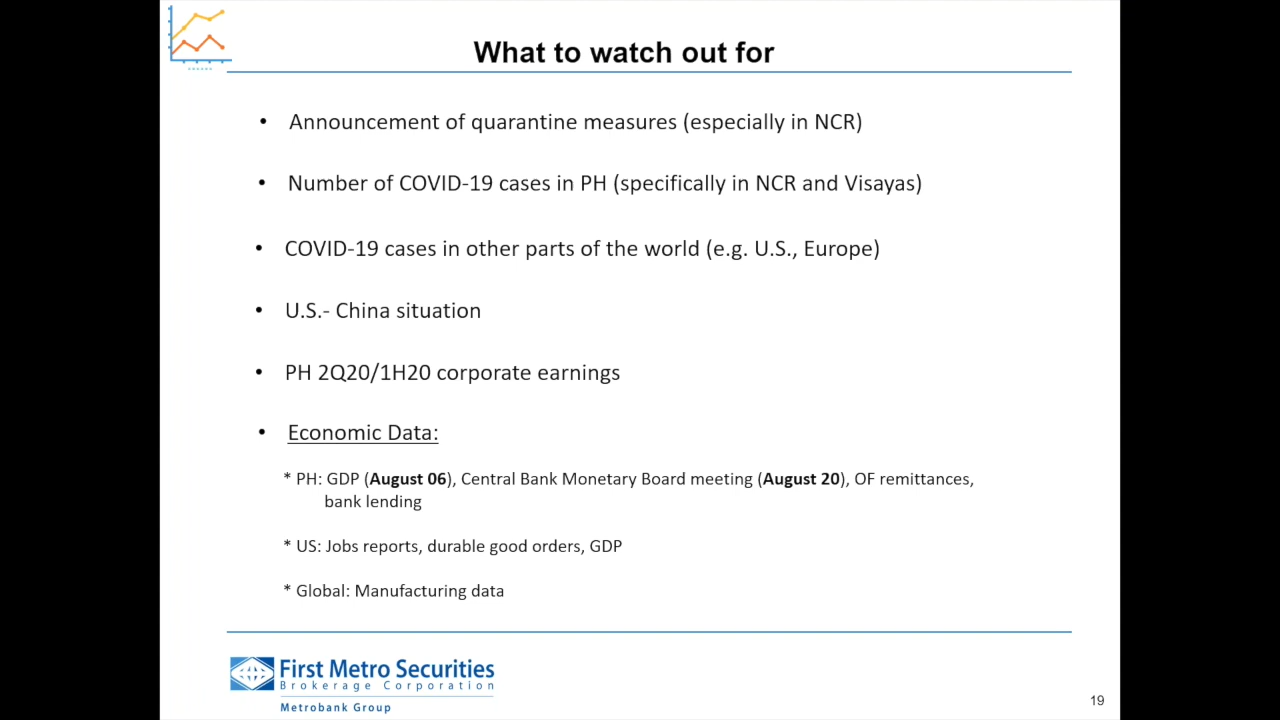 What to watch out for
• Announcement of quarantine measures (especially in NCR)
• Number of COVID-19 cases in PH (specifically in NCR and Visayas)
• COVID-19 cases in other parts of the world (e.g. U.S., Europe)
• U.S.- China situation
• PH 2Q20/1H20 corporate earnings
• Economic Data:
* PH: GDP (August 06), Central Bank Monetary Board meeting (August 20), OF remittances,
bank lending
* US: Jobs reports, durable good orders, GDP
* Global: Manufacturing data
First Metro Securities
Brokerage Corporation
Metrobank Group
19